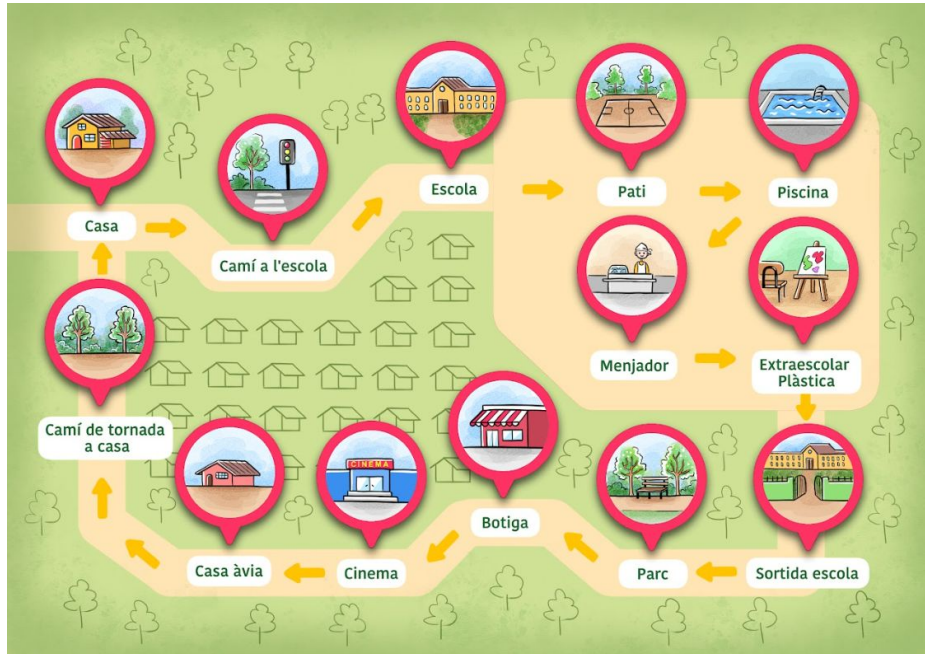 Casa
Camí a l'escola
Escola
Pati
Piscina
Menjador
Extraescolar
Plàstica
Sortida escola
Parc
Botiga
CINEMA
Cinema
Casa àvia
Camí de tornada
a casa